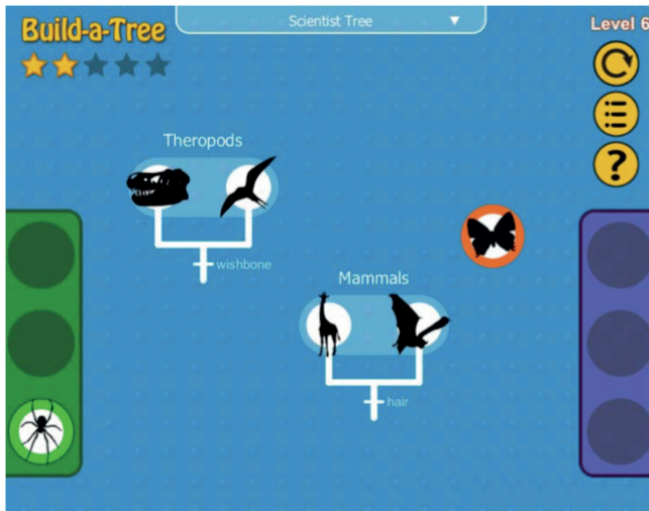 Build-a-Tree
Scientist Tree
Level 6
?
Theropods
wishbone
Mammals
hair